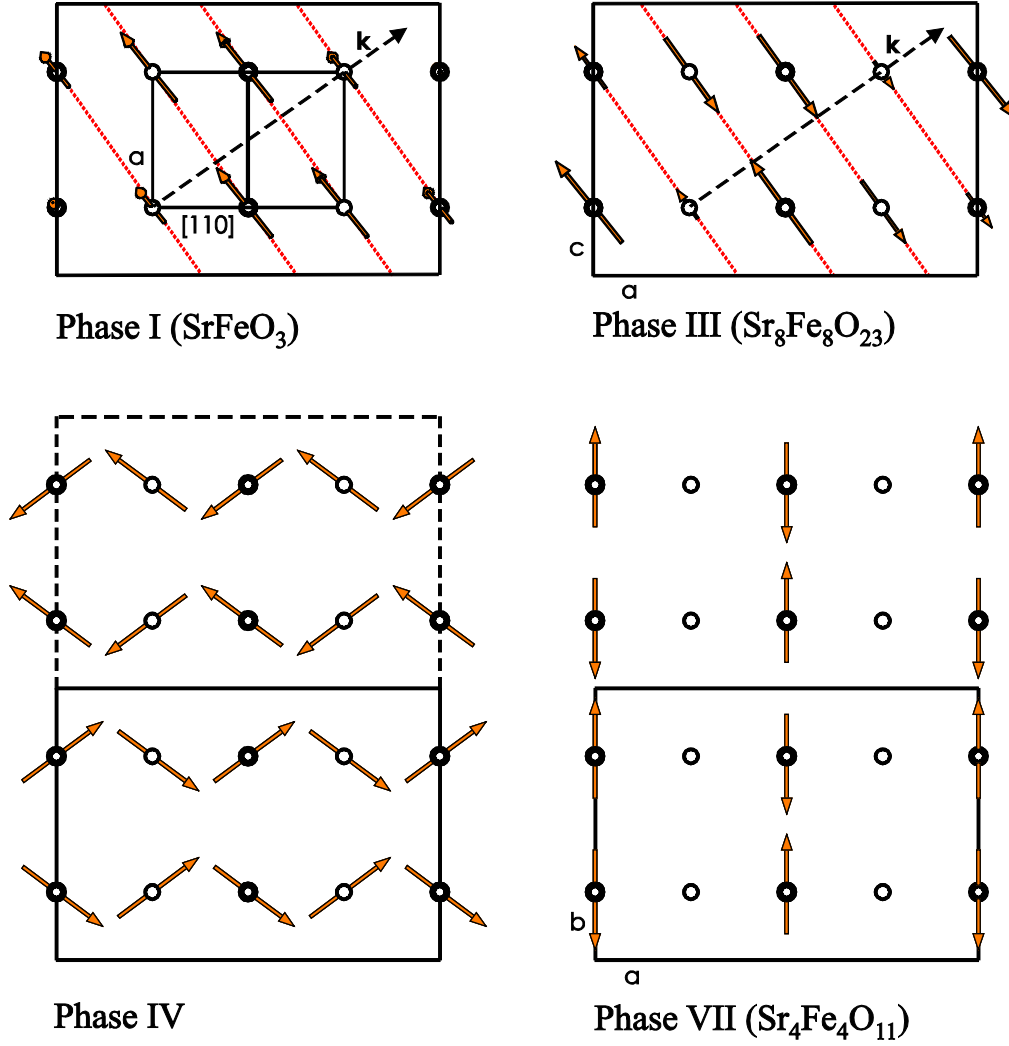 k
a
[110]
Phase I (SrFeO₃)
k
c
a
Phase III (Sr₈Fe₈O₂₃)
Phase IV
b
a
Phase VII (Sr₄Fe₄O₁₁)